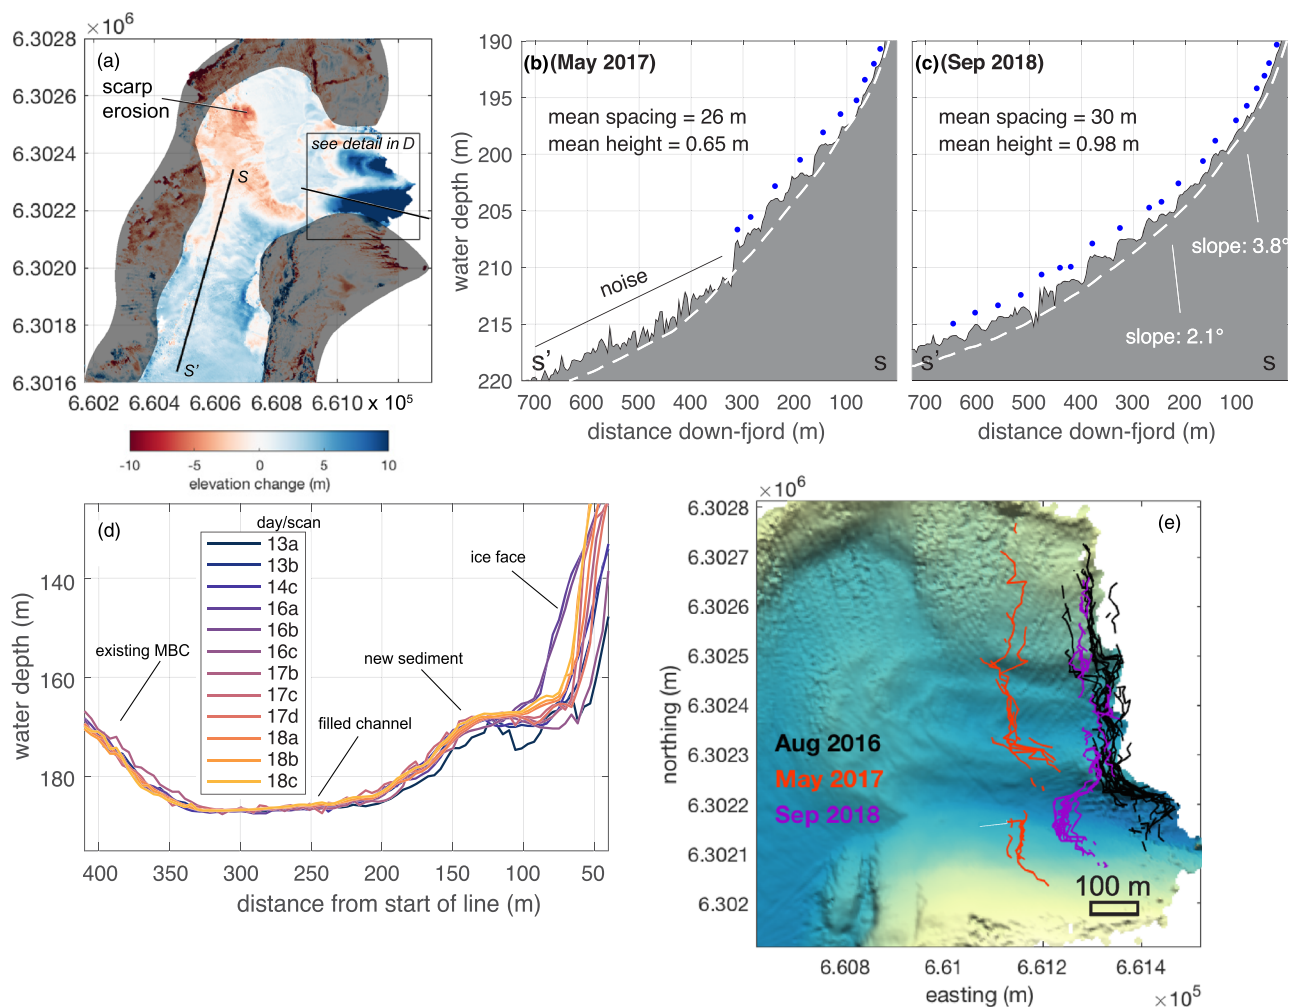 ×10⁶
6.3028
6.3026
6.3024
6.3022
6.3020
6.3018
6.3016
(a)
scarp
erosion
see detail in D
S
S'
6.602 6.604 6.606 6.608 6.610 x 10⁵
-10 -5 0 5 10
elevation change (m)
(b) (May 2017)
mean spacing = 26 m
mean height = 0.65 m
noise
S'
S
190
195
200
205
210
215
220
water depth (m)
700 600 500 400 300 200 100
distance down-fjord (m)
(c) (Sep 2018)
mean spacing = 30 m
mean height = 0.98 m
slope: 3.8°
slope: 2.1°
S'
S
700 600 500 400 300 200 100
distance down-fjord (m)
(d)
day/scan
13a
13b
14c
16a
16b
16c
17b
17c
17d
18a
18b
18c
existing MBC
filled channel
new sediment
ice face
140
160
180
water depth (m)
400 350 300 250 200 150 100 50
distance from start of line (m)
×10⁶
(e)
6.3028
6.3027
6.3026
6.3025
6.3024
6.3023
6.3022
6.3021
6.302
northing (m)
Aug 2016
May 2017
Sep 2018
100 m
6.608 6.61 6.612 6.614
×10⁵
easting (m)